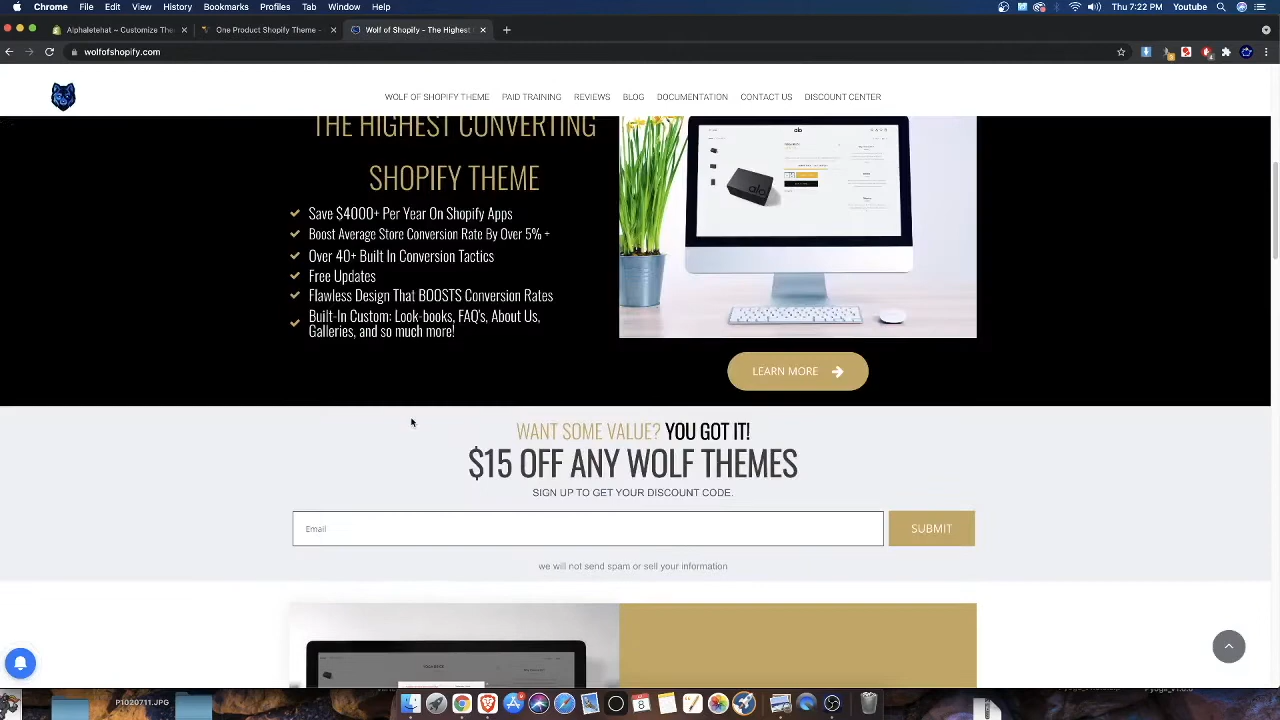 Chrome File Edit View History Bookmarks Profiles Tab Window Help Thu 7:22 PM Youtube
Alphaletehat ~ Customize The One Product Shopify Theme - Wolf of Shopify - The Highest
wolfofshopify.com
WOLF OF SHOPIFY THEME PAID TRAINING REVIEWS BLOG DOCUMENTATION CONTACT US DISCOUNT CENTER
THE HIGHEST CONVERTING
SHOPIFY THEME
Save $4000+ Per Year On Shopify Apps
Boost Average Store Conversion Rate By Over 5% +
Over 40+ Built In Conversion Tactics
Free Updates
Flawless Design That BOOSTS Conversion Rates
Built-In Custom: Look-books, FAQ's, About Us,
Galleries, and so much more!
alo
LEARN MORE
WANT SOME VALUE? YOU GOT IT!
$15 OFF ANY WOLF THEMES
SIGN UP TO GET YOUR DISCOUNT CODE.
Email
SUBMIT
we will not send spam or sell your information
P1020711.JPG